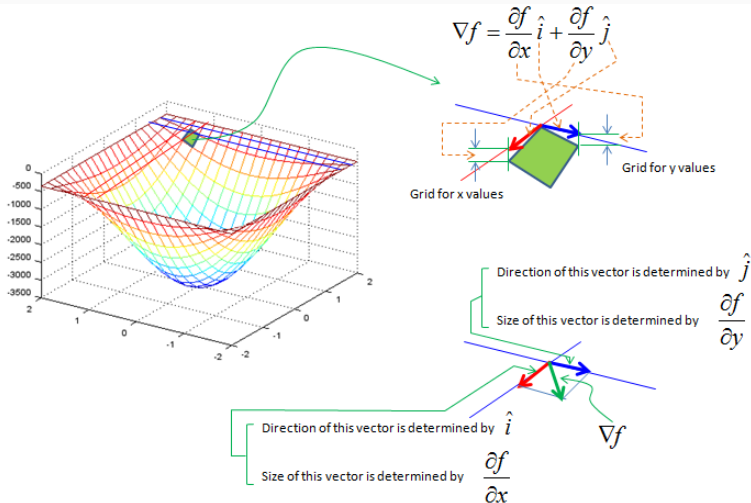 ∇f = ∂f/∂x î + ∂f/∂y ĵ
Grid for y values
Grid for x values
0
-500
-1000
-1500
-2000
-2500
-3000
-3500
2
1
0
-1
-2
-2
-1
0
1
2
Direction of this vector is determined by ĵ
Size of this vector is determined by ∂f/∂y
Direction of this vector is determined by î
∇f
Size of this vector is determined by ∂f/∂x